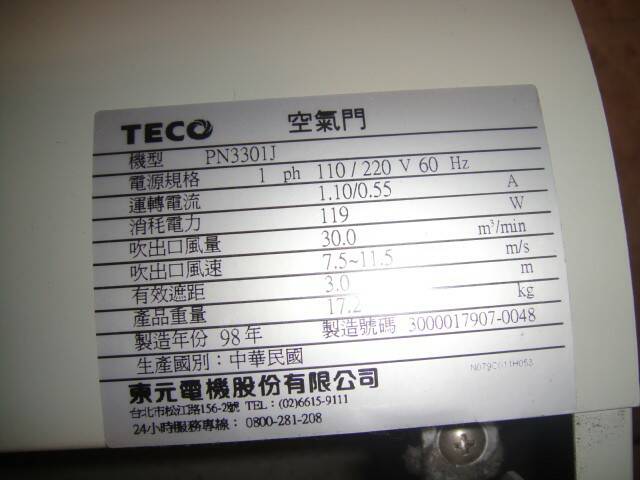 TECO 空氣門
機型 PN3301J
電源規格 1 ph 110 / 220 V 60 Hz
運轉電流 1.10/0.55 A
消耗電力 119 W
吹出口風量 30.0 m³/min
吹出口風速 7.5~11.5 m/s
有效遮距 3.0 m
產品重量 17.2 kg
製造年份 98年 製造號碼 3000017907-0048
生產國別：中華民國
N079C011H053
東元電機股份有限公司
台北市松江路156-2號 TEL：(02)6615-9111
24小時服務專線： 0800-281-208